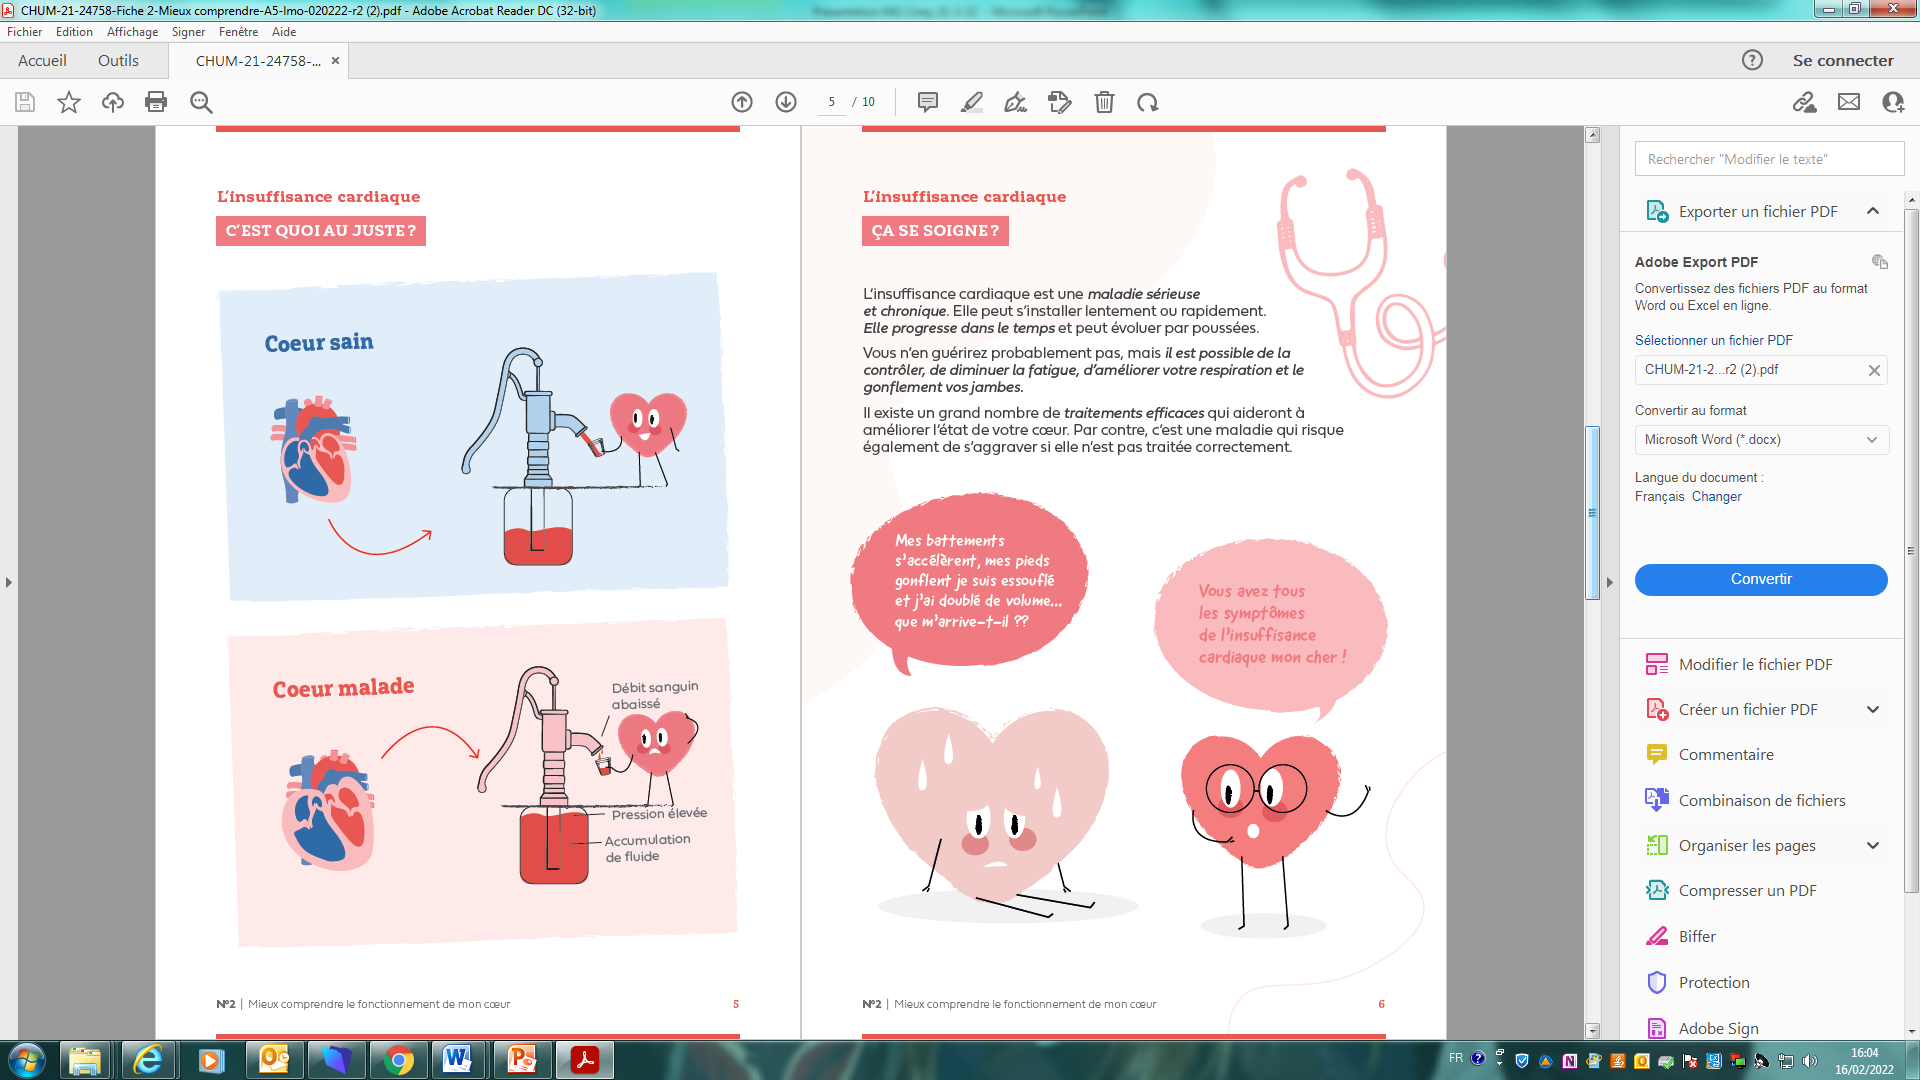 CHUM-21-24758-Fiche 2-Mieux comprendre-A5-lmo-020222-r2 (2).pdf - Adobe Acrobat Reader DC (32-bit)
Fichier Edition Affichage Signer Fenêtre Aide
Accueil Outils CHUM-21-24758-... × Se connecter
5 / 10
L'insuffisance cardiaque
C'EST QUOI AU JUSTE ?
Coeur sain
Coeur malade
Débit sanguin
abaissé
Pression élevée
Accumulation
de fluide
Nº2 | Mieux comprendre le fonctionnement de mon cœur 5
L'insuffisance cardiaque
ÇA SE SOIGNE ?
L'insuffisance cardiaque est une maladie sérieuse
et chronique. Elle peut s'installer lentement ou rapidement.
Elle progresse dans le temps et peut évoluer par poussées.
Vous n'en guérirez probablement pas, mais il est possible de la
contrôler, de diminuer la fatigue, d'améliorer votre respiration et le
gonflement vos jambes.
Il existe un grand nombre de traitements efficaces qui aideront à
améliorer l'état de votre cœur. Par contre, c'est une maladie qui risque
également de s'aggraver si elle n'est pas traitée correctement.
Mes battements
s'accélèrent, mes pieds
gonflent je suis essouflé
et j'ai doublé de volume...
que m'arrive-t-il ??
Vous avez tous
les symptômes
de l'insuffisance
cardiaque mon cher !
Nº2 | Mieux comprendre le fonctionnement de mon cœur 6
Rechercher "Modifier le texte"
Exporter un fichier PDF
Adobe Export PDF
Convertissez des fichiers PDF au format
Word ou Excel en ligne.
Sélectionner un fichier PDF
CHUM-21-2...r2 (2).pdf
Convertir au format
Microsoft Word (*.docx)
Langue du document :
Français Changer
Convertir
Modifier le fichier PDF
Créer un fichier PDF
Commentaire
Combinaison de fichiers
Organiser les pages
Compresser un PDF
Biffer
Protection
Adobe Sign
FR
16:04
16/02/2022